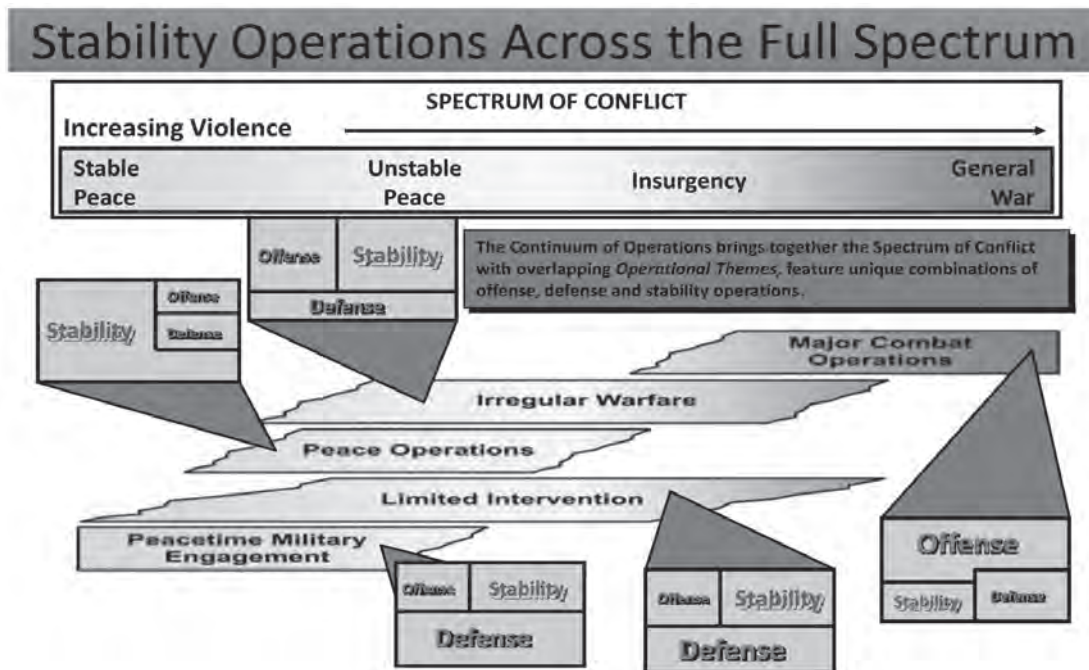 Stability Operations Across the Full Spectrum
SPECTRUM OF CONFLICT
Increasing Violence
Stable
Peace
Unstable
Peace
Insurgency
General
War
Offense
Stability
Defense
The Continuum of Operations brings together the Spectrum of Conflict
with overlapping Operational Themes, feature unique combinations of
offense, defense and stability operations.
Stability
Offense
Defense
Major Combat
Operations
Irregular Warfare
Peace Operations
Limited Intervention
Peacetime Military
Engagement
Offense
Stability
Defense
Offense
Stability
Defense
Offense
Stability
Defense